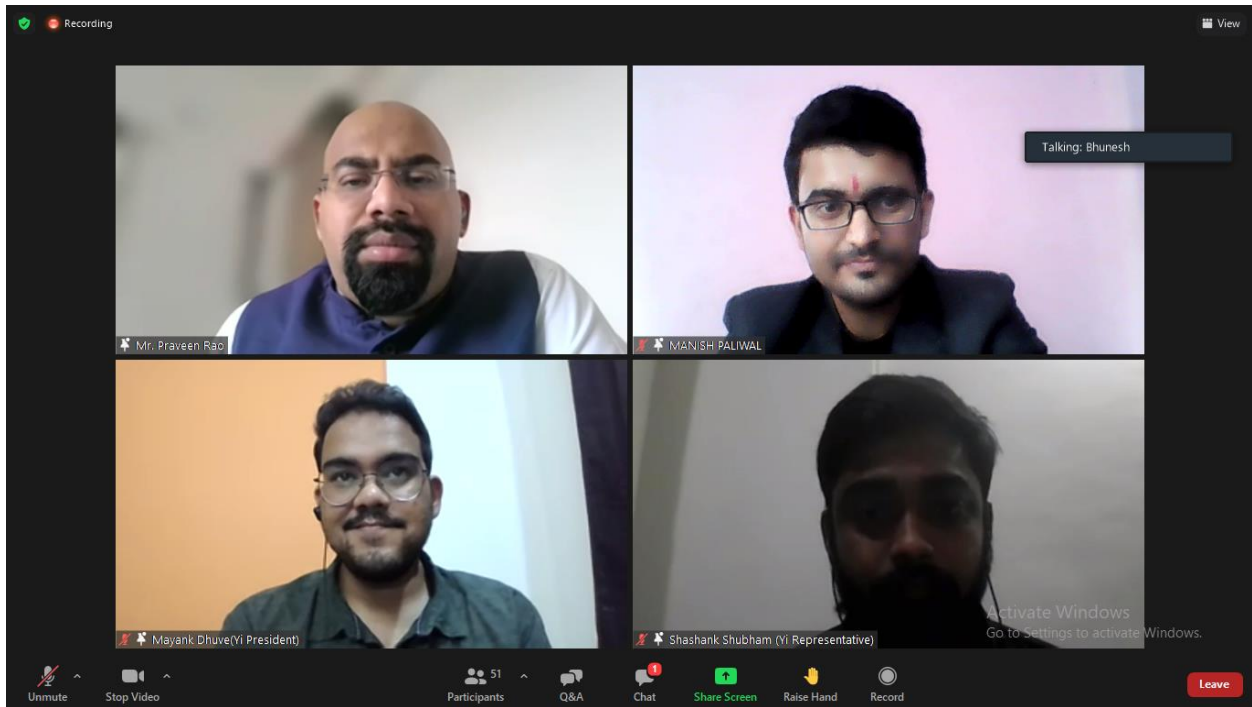 Recording
View
Talking: Bhunesh
Mr. Praveen Rao
MANISH PALIWAL
Mayank Dhuve(Yi President)
Shashank Shubham (Yi Representative)
Activate Windows
Go to Settings to activate Windows.
Unmute
Stop Video
51
Participants
Q&A
1
Chat
Share Screen
Raise Hand
Record
Leave